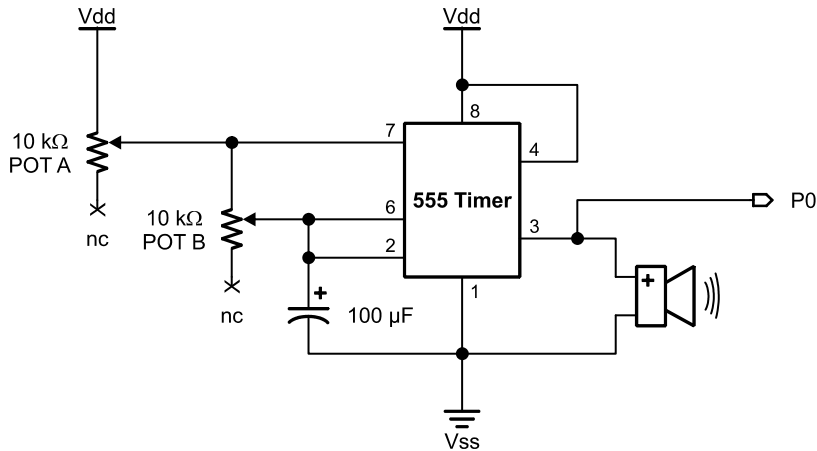 Vdd
Vdd
8
7
10 kΩ
POT A
4
555 Timer
6
10 kΩ
POT B
3
P0
nc
2
+
1
+
nc
100 µF
Vss